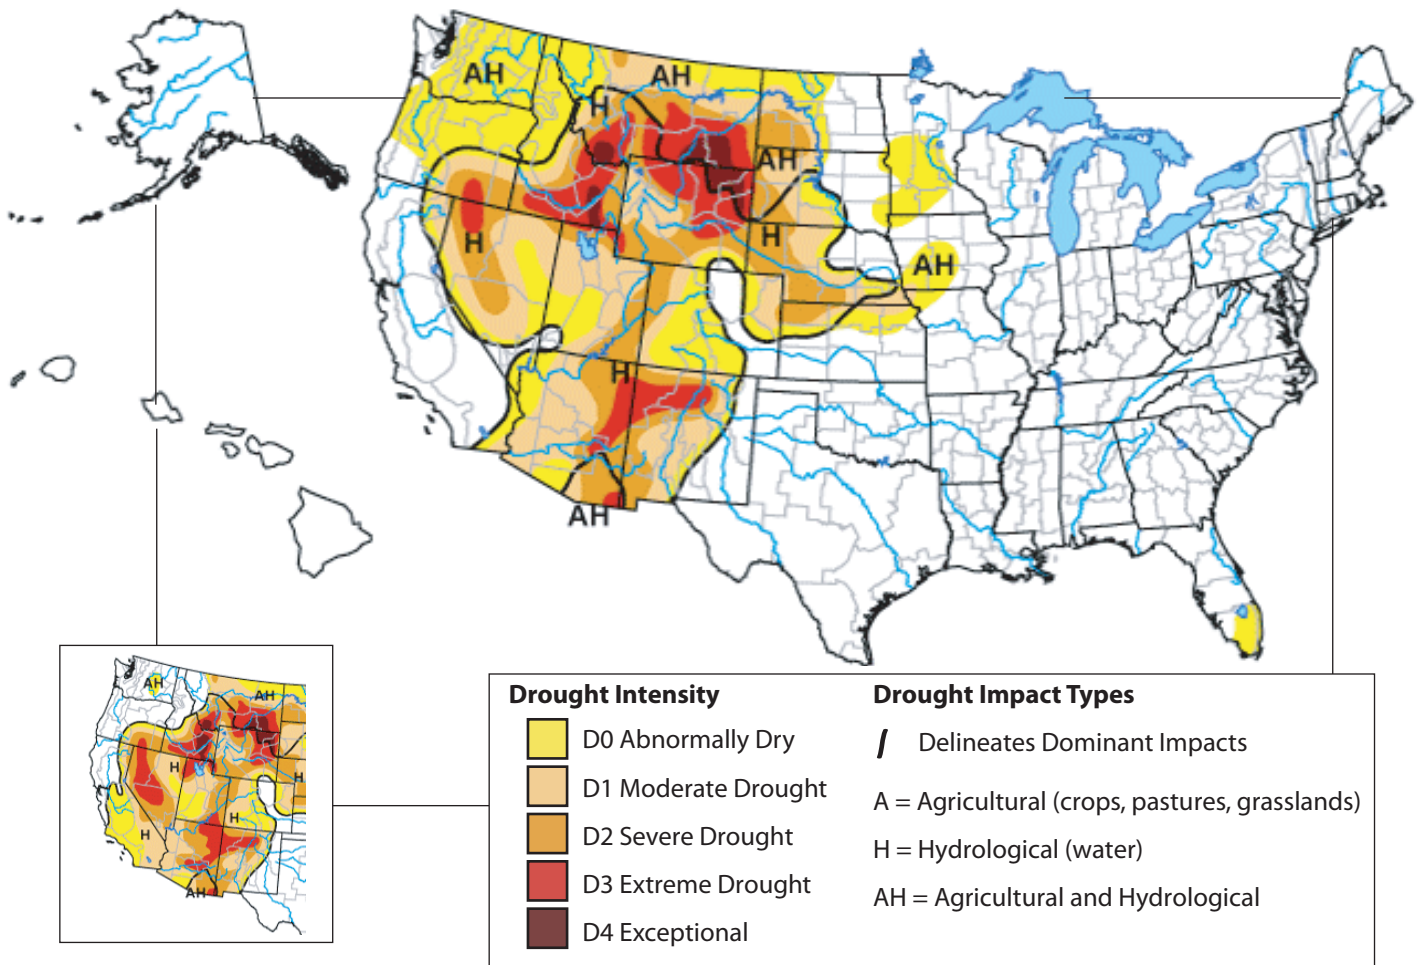 AH
AH
H
AH
H
H
AH
H
AH
AH
AH
H
H
H
H
AH
Drought Intensity
D0 Abnormally Dry
D1 Moderate Drought
D2 Severe Drought
D3 Extreme Drought
D4 Exceptional
Drought Impact Types
Delineates Dominant Impacts
A = Agricultural (crops, pastures, grasslands)
H = Hydrological (water)
AH = Agricultural and Hydrological